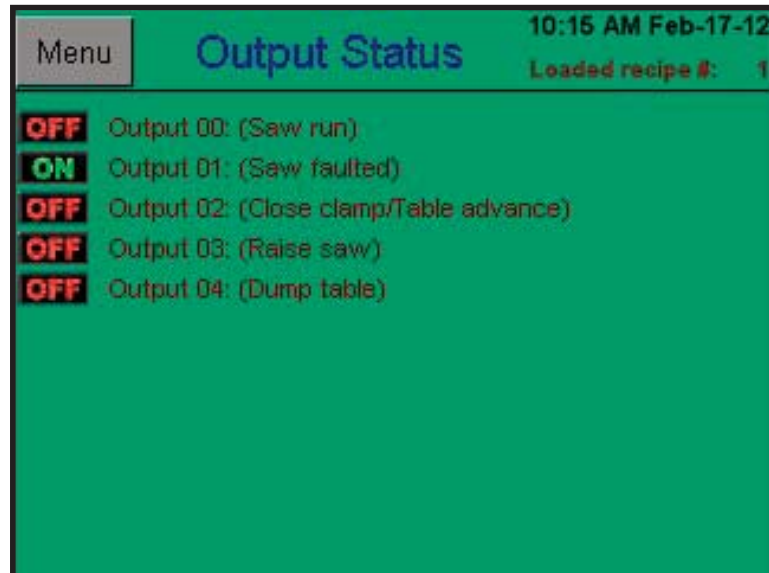 Menu
Output Status
10:15 AM Feb-17-12
Loaded recipe #: 1
OFF Output 00: (Saw run)
ON Output 01: (Saw faulted)
OFF Output 02: (Close clamp/Table advance)
OFF Output 03: (Raise saw)
OFF Output 04: (Dump table)